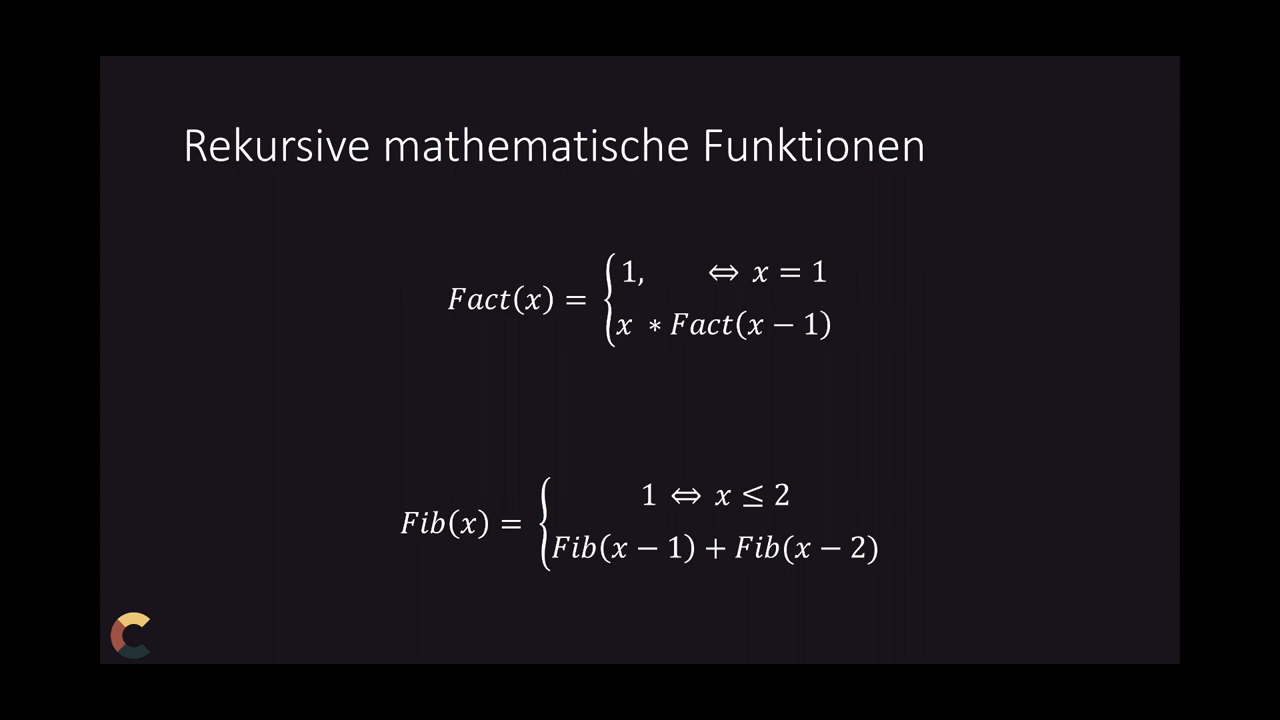 Rekursive mathematische Funktionen
Fact(x) = {1, ⇔ x = 1
x * Fact(x − 1)
Fib(x) = {1 ⇔ x ≤ 2
Fib(x − 1) + Fib(x − 2)